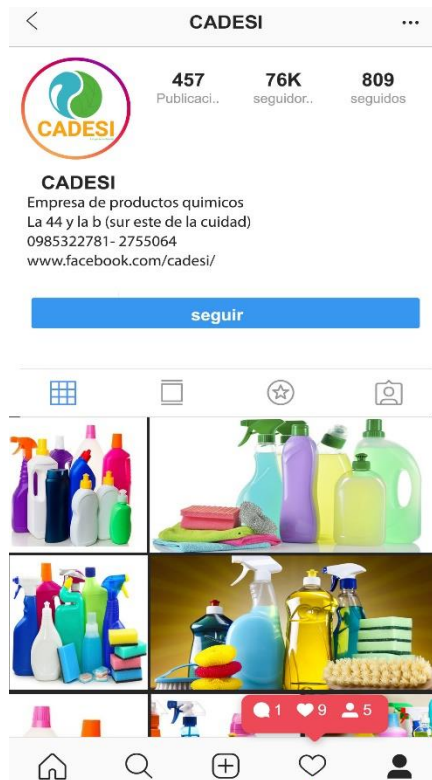 CADESI
457 76K 809
Publicaci.. seguidor.. seguidos
CADESI
CADESI
Empresa de productos quimicos
La 44 y la b (sur este de la cuidad)
0985322781- 2755064
www.facebook.com/cadesi/
seguir
1 9 5